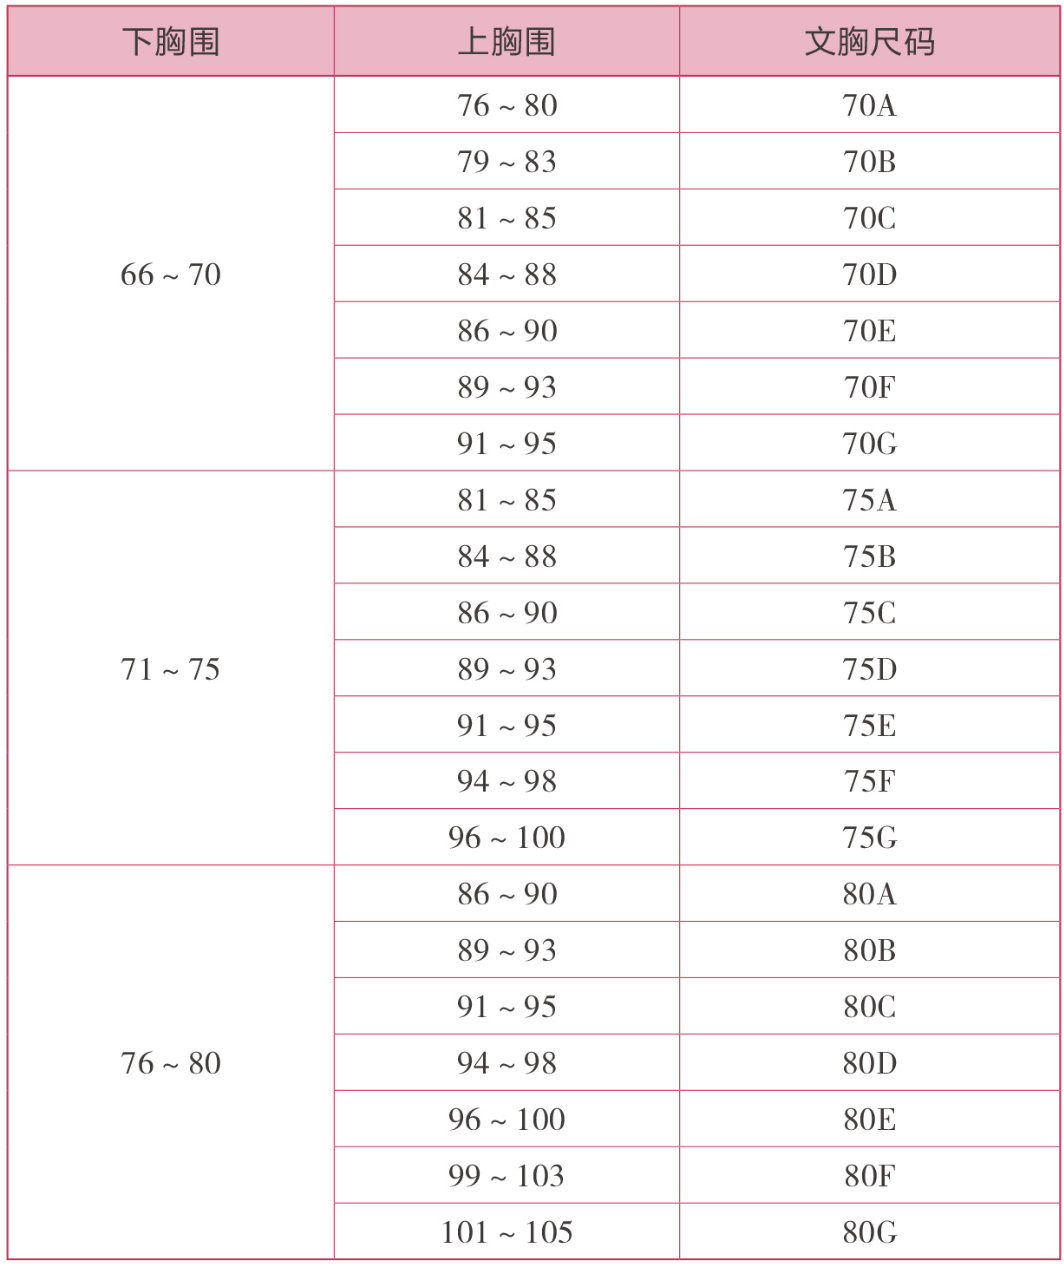 下胸围 上胸围 文胸尺码
76 ~ 80 70A
79 ~ 83 70B
81 ~ 85 70C
66 ~ 70 84 ~ 88 70D
86 ~ 90 70E
89 ~ 93 70F
91 ~ 95 70G
81 ~ 85 75A
84 ~ 88 75B
86 ~ 90 75C
71 ~ 75 89 ~ 93 75D
91 ~ 95 75E
94 ~ 98 75F
96 ~ 100 75G
86 ~ 90 80A
89 ~ 93 80B
91 ~ 95 80C
76 ~ 80 94 ~ 98 80D
96 ~ 100 80E
99 ~ 103 80F
101 ~ 105 80G